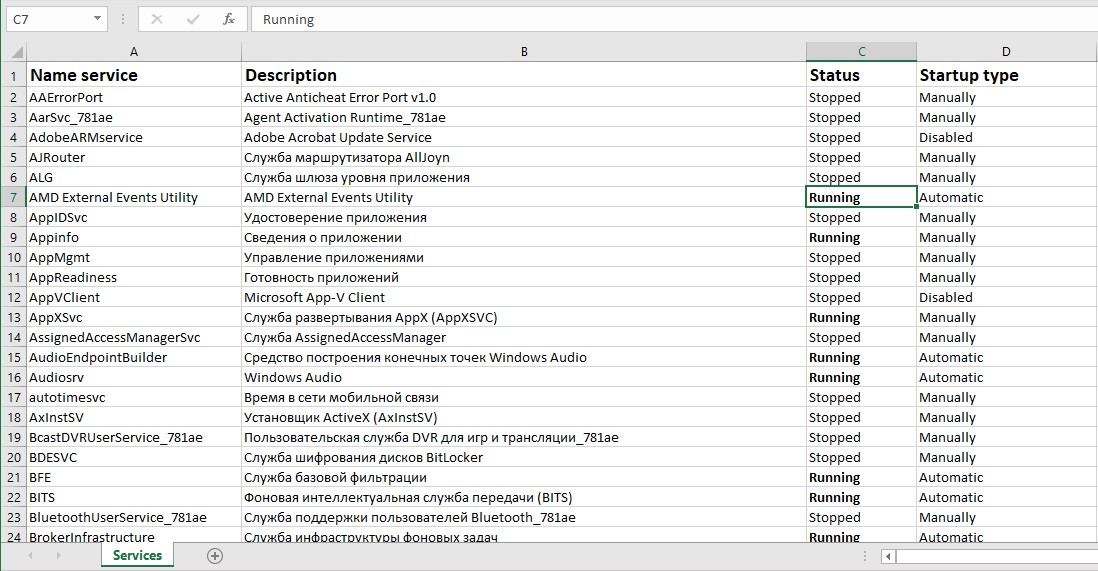 C7 fx Running
A B C D
1 Name service Description Status Startup type
2 AAErrorPort Active Anticheat Error Port v1.0 Stopped Manually
3 AarSvc_781ae Agent Activation Runtime_781ae Stopped Manually
4 AdobeARMservice Adobe Acrobat Update Service Stopped Disabled
5 AJRouter Служба маршрутизатора AllJoyn Stopped Manually
6 ALG Служба шлюза уровня приложения Stopped Manually
7 AMD External Events Utility AMD External Events Utility Running Automatic
8 AppIDSvc Удостоверение приложения Stopped Manually
9 Appinfo Сведения о приложении Running Manually
10 AppMgmt Управление приложениями Stopped Manually
11 AppReadiness Готовность приложений Stopped Manually
12 AppVClient Microsoft App-V Client Stopped Disabled
13 AppXSvc Служба развертывания AppX (AppXSVC) Running Manually
14 AssignedAccessManagerSvc Служба AssignedAccessManager Stopped Manually
15 AudioEndpointBuilder Средство построения конечных точек Windows Audio Running Automatic
16 Audiosrv Windows Audio Running Automatic
17 autotimesvc Время в сети мобильной связи Stopped Manually
18 AxInstSV Установщик ActiveX (AxInstSV) Stopped Manually
19 BcastDVRUserService_781ae Пользовательская служба DVR для игр и трансляции_781ae Stopped Manually
20 BDESVC Служба шифрования дисков BitLocker Stopped Manually
21 BFE Служба базовой фильтрации Running Automatic
22 BITS Фоновая интеллектуальная служба передачи (BITS) Running Automatic
23 BluetoothUserService_781ae Служба поддержки пользователей Bluetooth_781ae Stopped Manually
24 BrokerInfrastructure Служба инфраструктуры фоновых задач Running Automatic
Services